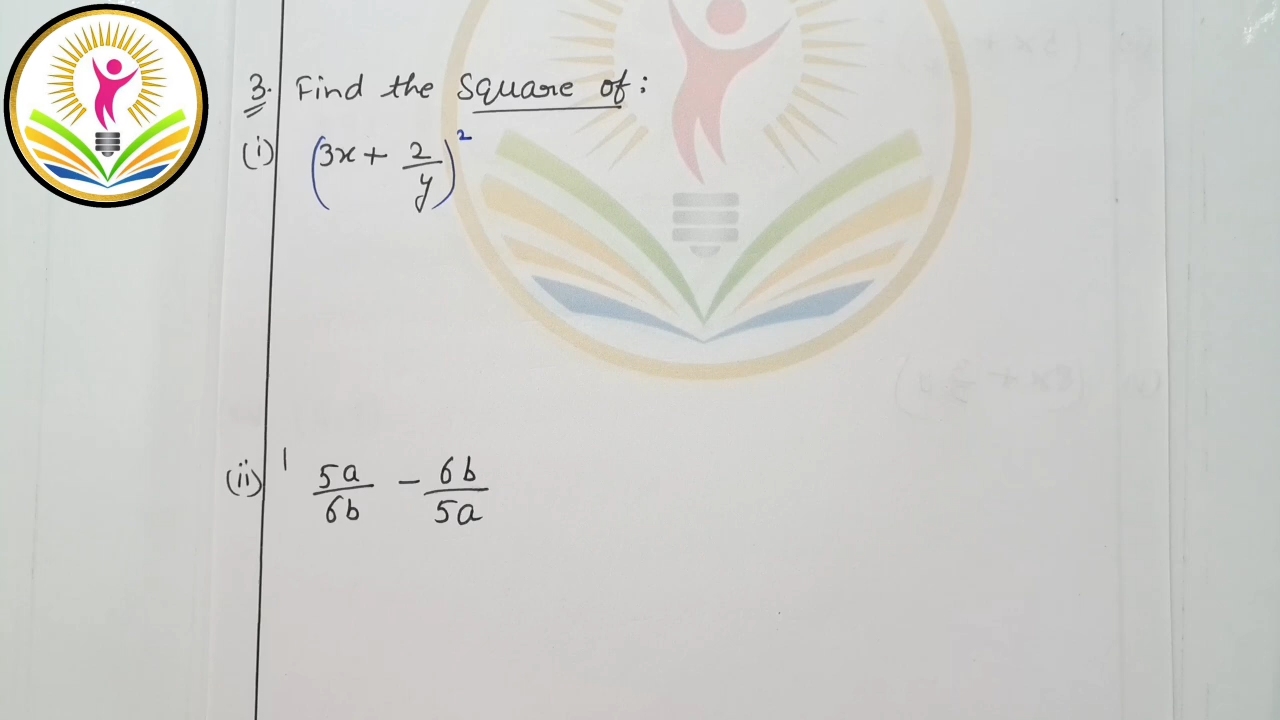 3. Find the Square of :
(i) (3x + 2/y)²
(ii) 5a/6b - 6b/5a